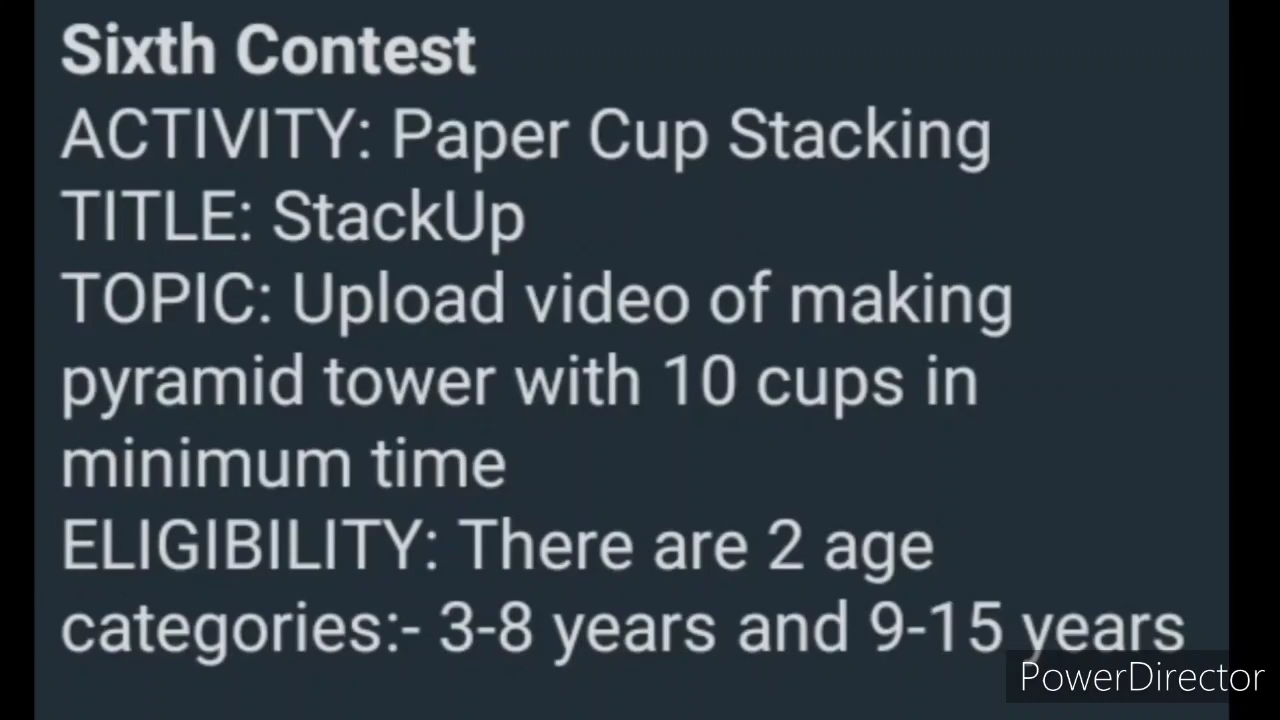 Sixth Contest
ACTIVITY: Paper Cup Stacking
TITLE: StackUp
TOPIC: Upload video of making
pyramid tower with 10 cups in
minimum time
ELIGIBILITY: There are 2 age
categories:- 3-8 years and 9-15 years
PowerDirector